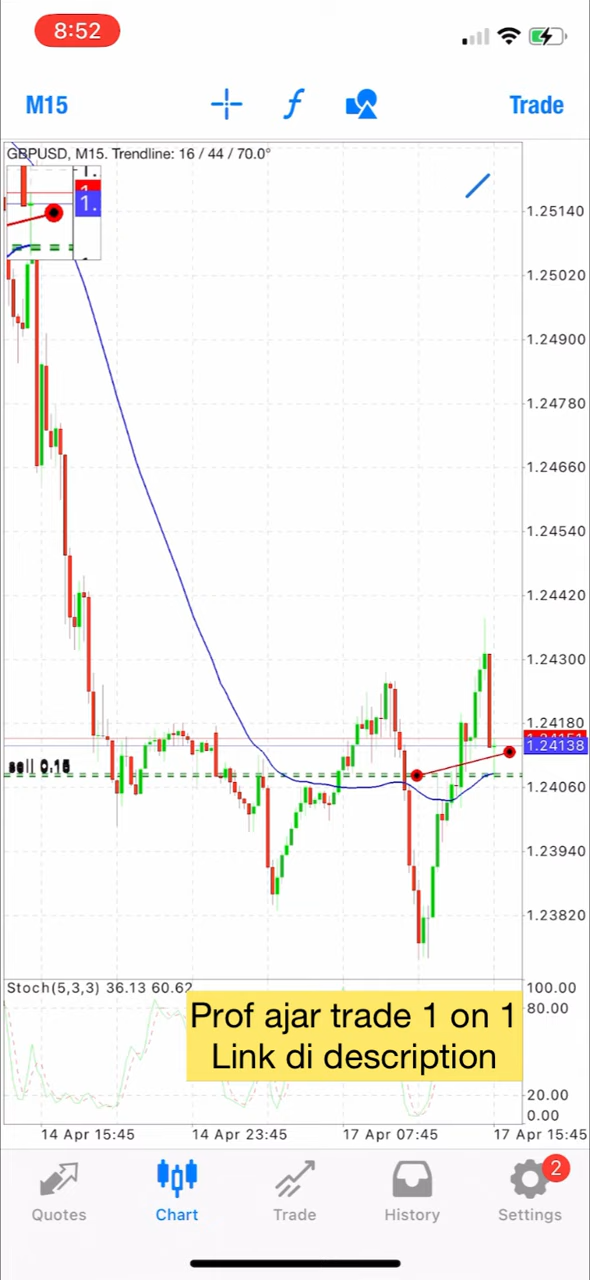 8:52
M15
f
Trade
GBPUSD, M15. Trendline: 16 / 44 / 70.0°
1.
1.25140
1.25020
1.24900
1.24780
1.24660
1.24540
1.24420
1.24300
1.24180
1.24151
1.24138
sell 0.15
1.24060
1.23940
1.23820
Stoch(5,3,3) 36.13 60.62
100.00
80.00
Prof ajar trade 1 on 1
Link di description
20.00
0.00
14 Apr 15:45
14 Apr 23:45
17 Apr 07:45
17 Apr 15:45
2
Quotes
Chart
Trade
History
Settings